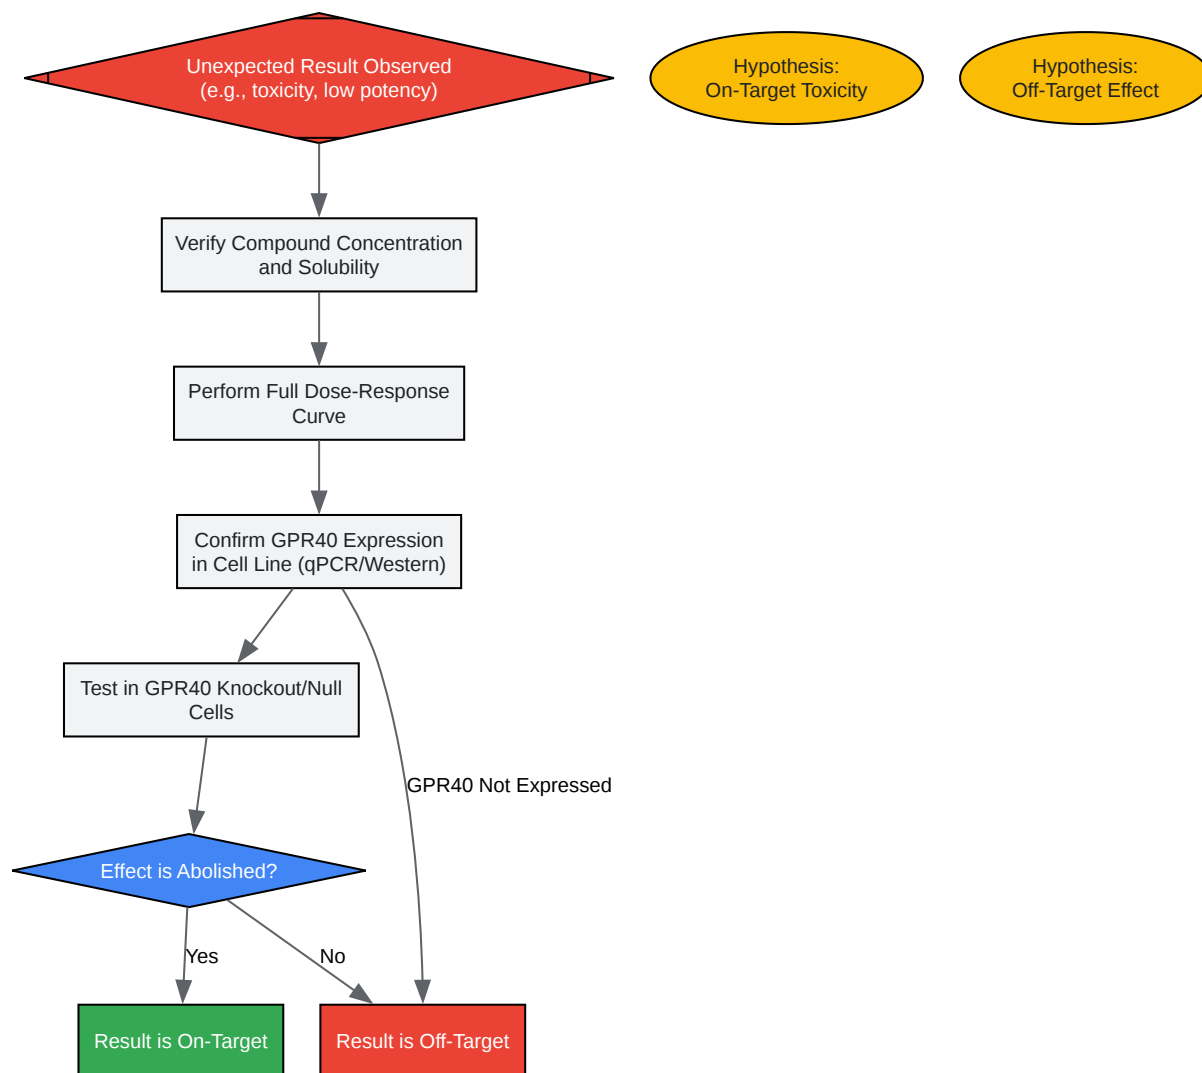 Unexpected Result Observed
(e.g., toxicity, low potency)
Hypothesis:
On-Target Toxicity
Hypothesis:
Off-Target Effect
Verify Compound Concentration
and Solubility
Perform Full Dose-Response
Curve
Confirm GPR40 Expression
in Cell Line (qPCR/Western)
Test in GPR40 Knockout/Null
Cells
GPR40 Not Expressed
Effect is Abolished?
Yes
No
Result is On-Target
Result is Off-Target